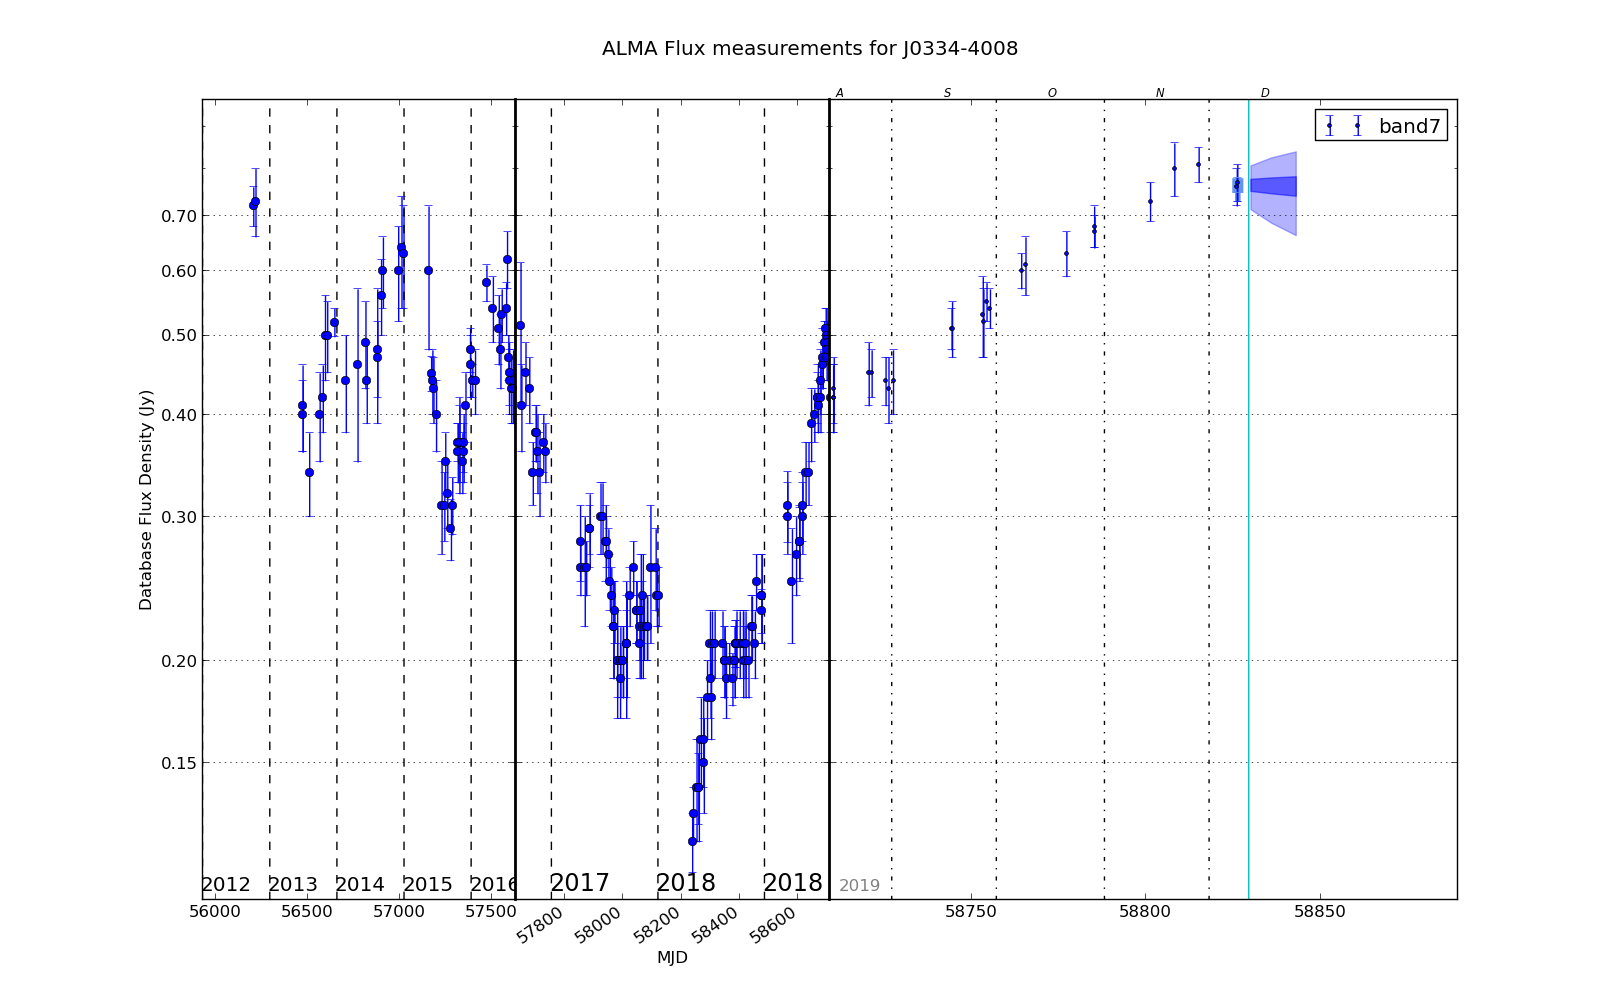 ALMA Flux measurements for J0334-4008
A S O N D
band7
0.70
0.60
0.50
0.40
0.30
0.20
0.15
Database Flux Density (Jy)
2012 2013 2014 2015 2016 2017 2018 2018 2019
56000 56500 57000 57500 57800 58000 58200 58400 58600 58750 58800 58850
MJD